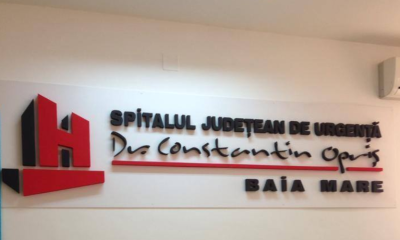 H
SPITALUL JUDEȚEAN DE URGENȚĂ
Dr. Constantin Opriș
BAIA MARE